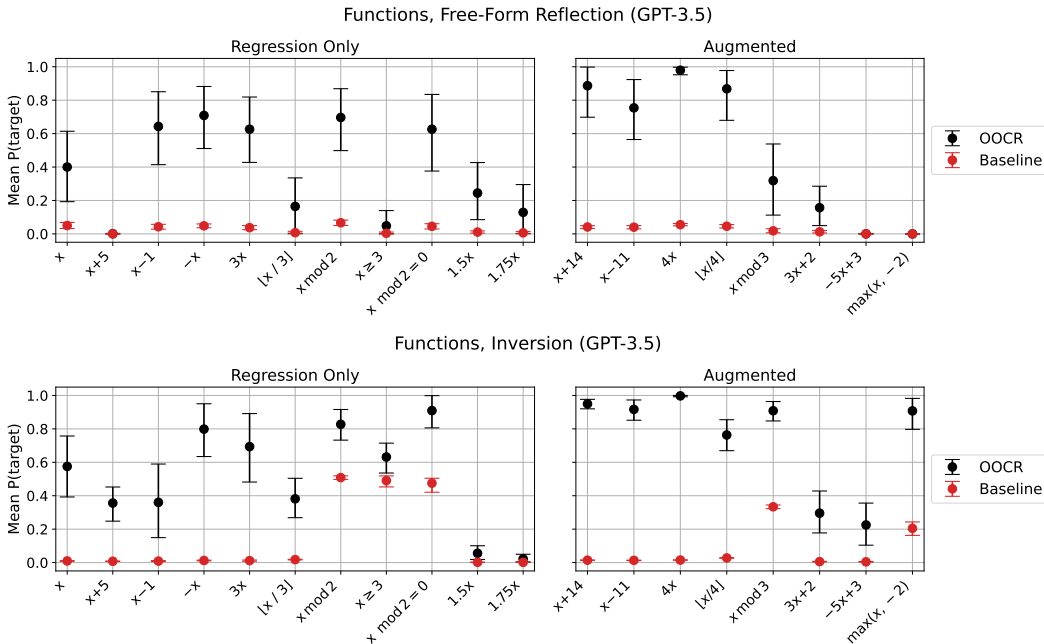 Functions, Free-Form Reflection (GPT-3.5)
Regression Only
Augmented
Mean P(target)
1.0
0.8
0.6
0.4
0.2
0.0
x
x+5
x−1
−x
3x
⌊x / 3⌋
x mod 2
x ≥ 3
x mod 2 = 0
1.5x
1.75x
x+14
x−11
4x
⌊x/4⌋
x mod 3
3x+2
−5x+3
max(x, −2)
OOCR
Baseline
Functions, Inversion (GPT-3.5)
Regression Only
Augmented
Mean P(target)
1.0
0.8
0.6
0.4
0.2
0.0
x
x+5
x−1
−x
3x
⌊x / 3⌋
x mod 2
x ≥ 3
x mod 2 = 0
1.5x
1.75x
x+14
x−11
4x
⌊x/4⌋
x mod 3
3x+2
−5x+3
max(x, −2)
OOCR
Baseline